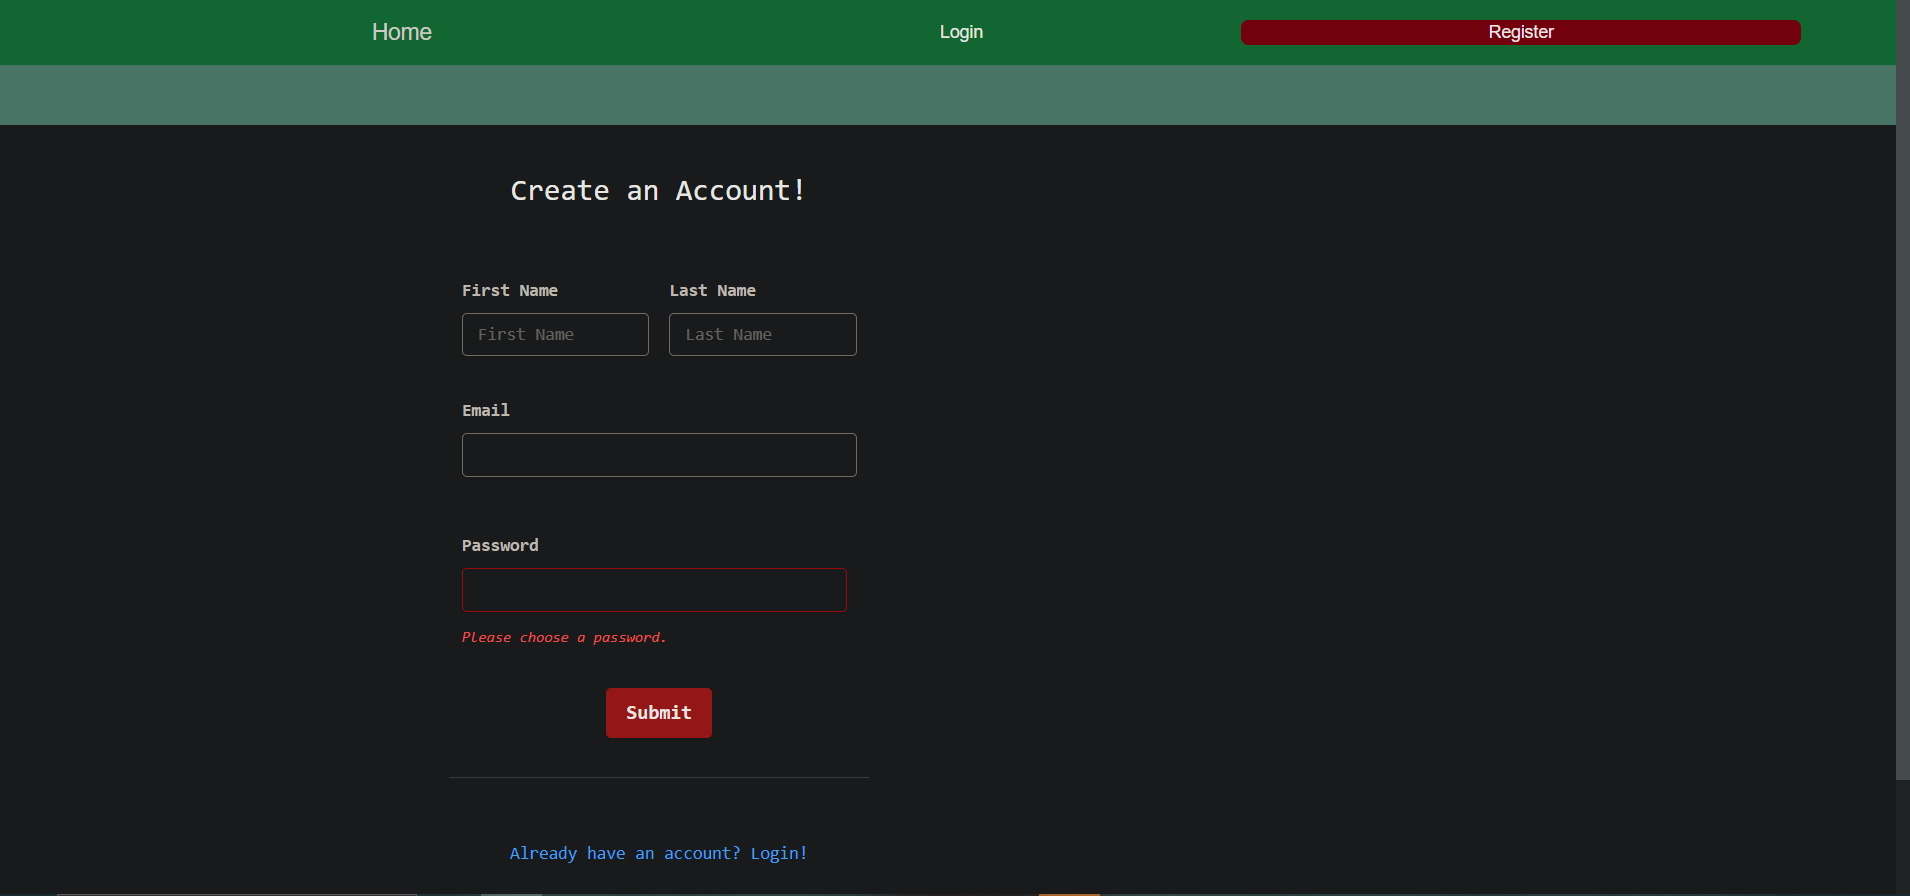 Home Login Register
Create an Account!
First Name Last Name
First Name Last Name
Email
Password
Please choose a password.
Submit
Already have an account? Login!